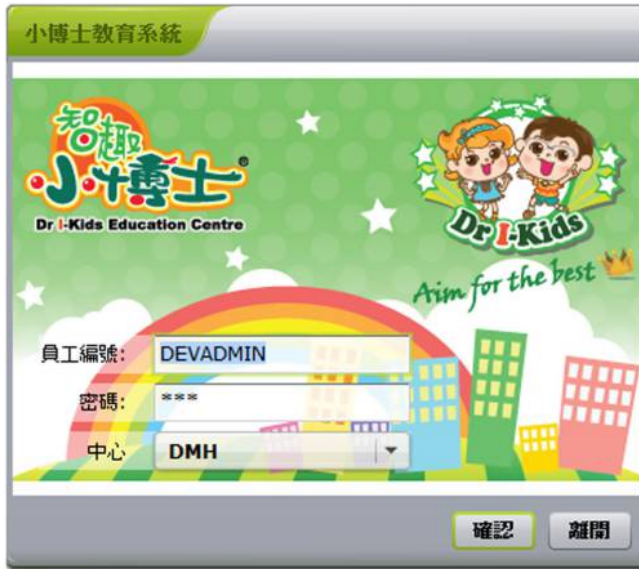 小博士教育系統
智趣
小博士®
Dr I-Kids Education Centre
Dr I-Kids
Aim for the best
員工編號: DEVADMIN
密碼: ***
中心 DMH
確認 離開